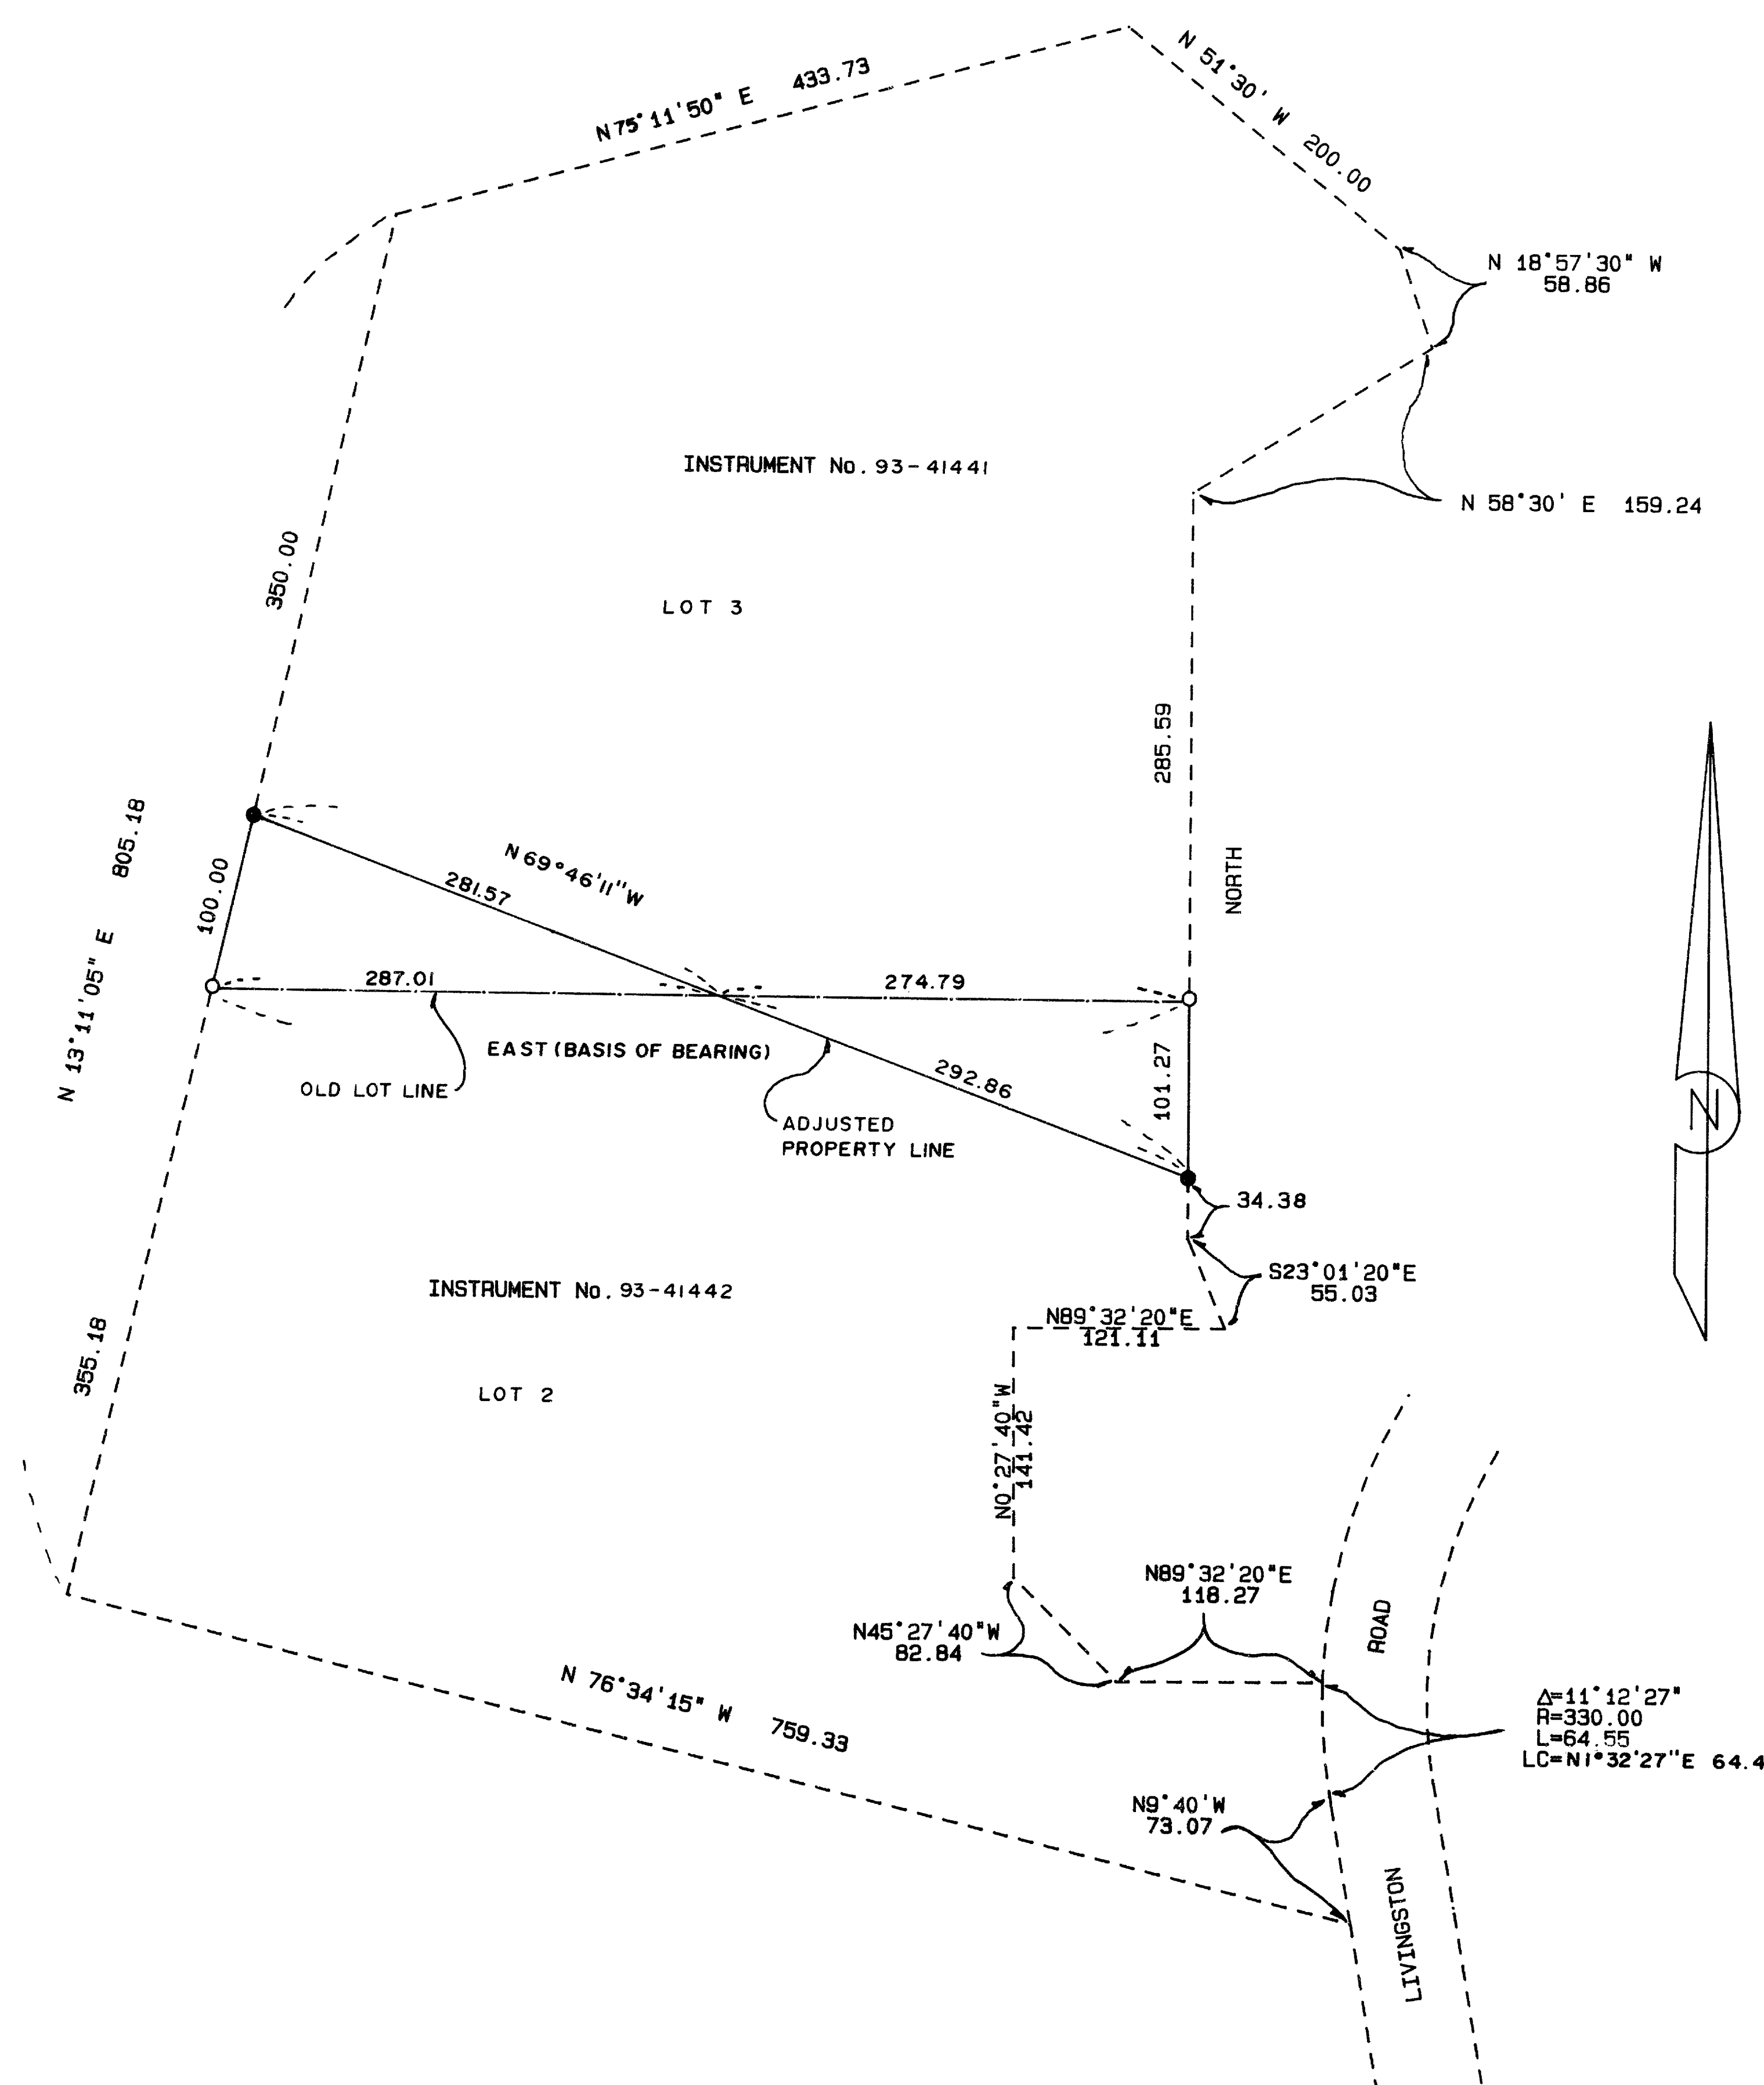 N 75°11'50" E 433.73
N 51°30' W 200.00
N 18°57'30" W
58.86
INSTRUMENT No. 93-41441
N 58°30' E 159.24
350.00
LOT 3
285.59
NORTH
N 13°11'05" E 805.18
100.00
N 69°46'11" W
281.57
287.01
274.79
EAST (BASIS OF BEARING)
OLD LOT LINE
292.86
101.27
ADJUSTED
PROPERTY LINE
N
34.38
S23°01'20"E
55.03
INSTRUMENT No. 93-41442
N89°32'20"E
121.11
355.18
LOT 2
N0°27'40"W
141.42
N89°32'20"E
118.27
N45°27'40"W
82.84
ROAD
N 76°34'15" W 759.33
Δ=11°12'27"
R=330.00
L=64.55
LC=N1°32'27"E 64.4
N9°40'W
73.07
LIVINGSTON